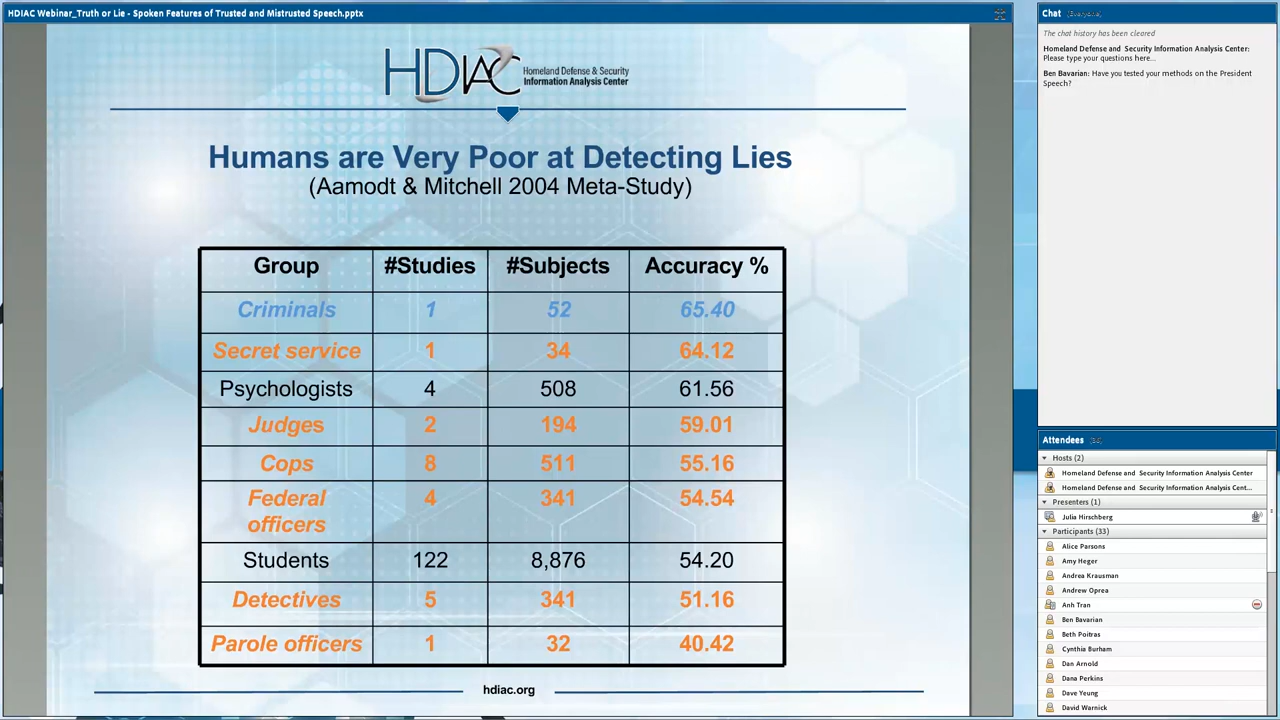 HDIAC Webinar_Truth or Lie - Spoken Features of Trusted and Mistrusted Speech.pptx
HDIAC Homeland Defense & Security
Information Analysis Center
Humans are Very Poor at Detecting Lies
(Aamodt & Mitchell 2004 Meta-Study)
Group #Studies #Subjects Accuracy %
Criminals 1 52 65.40
Secret service 1 34 64.12
Psychologists 4 508 61.56
Judges 2 194 59.01
Cops 8 511 55.16
Federal officers 4 341 54.54
Students 122 8,876 54.20
Detectives 5 341 51.16
Parole officers 1 32 40.42
hdiac.org
Chat (Everyone)
The chat history has been cleared
Homeland Defense and Security Information Analysis Center:
Please type your questions here...
Ben Bavarian: Have you tested your methods on the President
Speech?
Attendees
Hosts (2)
Homeland Defense and Security Information Analysis Center
Homeland Defense and Security Information Analysis Cent...
Presenters (1)
Julia Hirschberg
Participants (33)
Alice Parsons
Amy Heger
Andrea Krausman
Andrew Oprea
Anh Tran
Ben Bavarian
Beth Poitras
Cynthia Burham
Dan Arnold
Dana Perkins
Dave Yeung
David Warnick